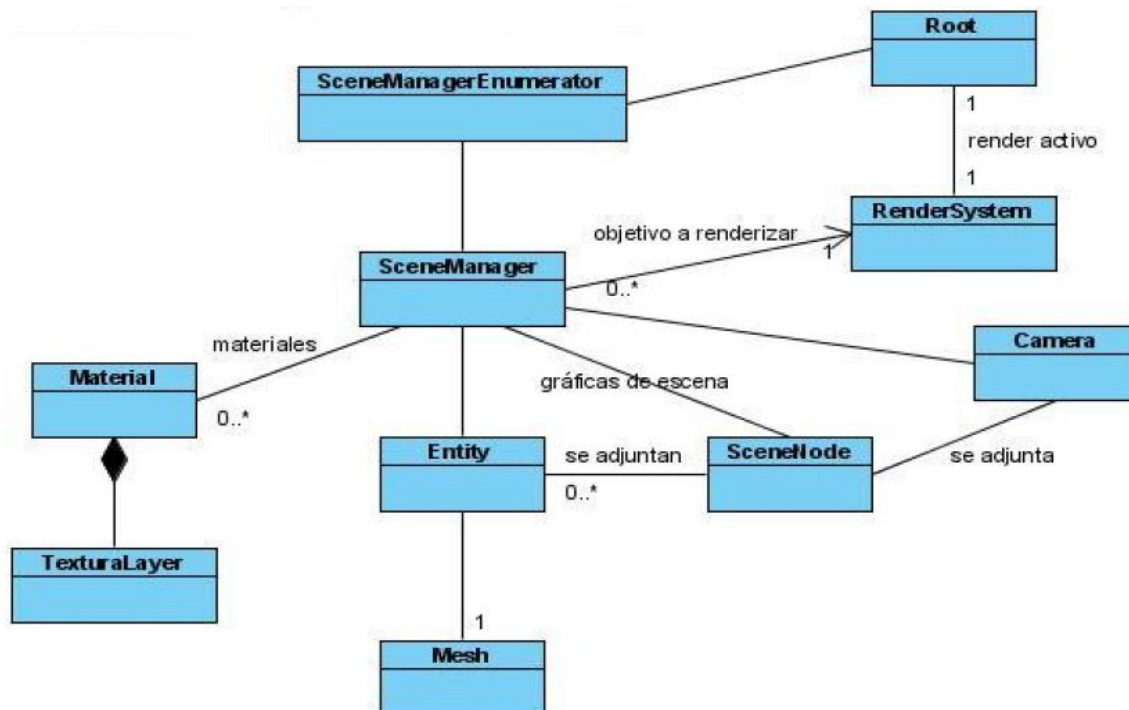 Root
SceneManagerEnumerator
1
render activo
1
RenderSystem
objetivo a renderizar
1
SceneManager
0..*
Camera
materiales
Material
gráficas de escena
0..*
Entity
se adjuntan
SceneNode
se adjunta
0..*
TexturaLayer
1
Mesh